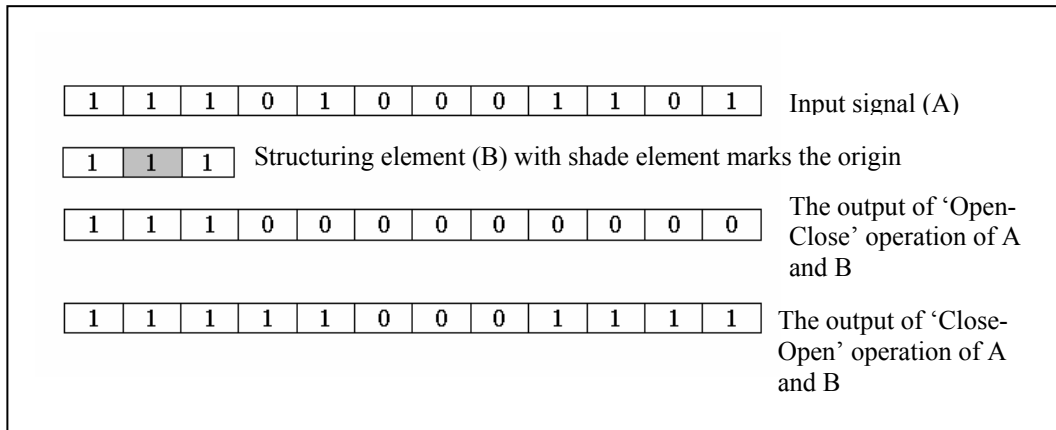 1 1 1 0 1 0 0 0 1 1 0 1 Input signal (A)
1 1 1 Structuring element (B) with shade element marks the origin
1 1 1 0 0 0 0 0 0 0 0 0 The output of ‘Open-
Close’ operation of A
and B
1 1 1 1 1 0 0 0 1 1 1 1 The output of ‘Close-
Open’ operation of A
and B